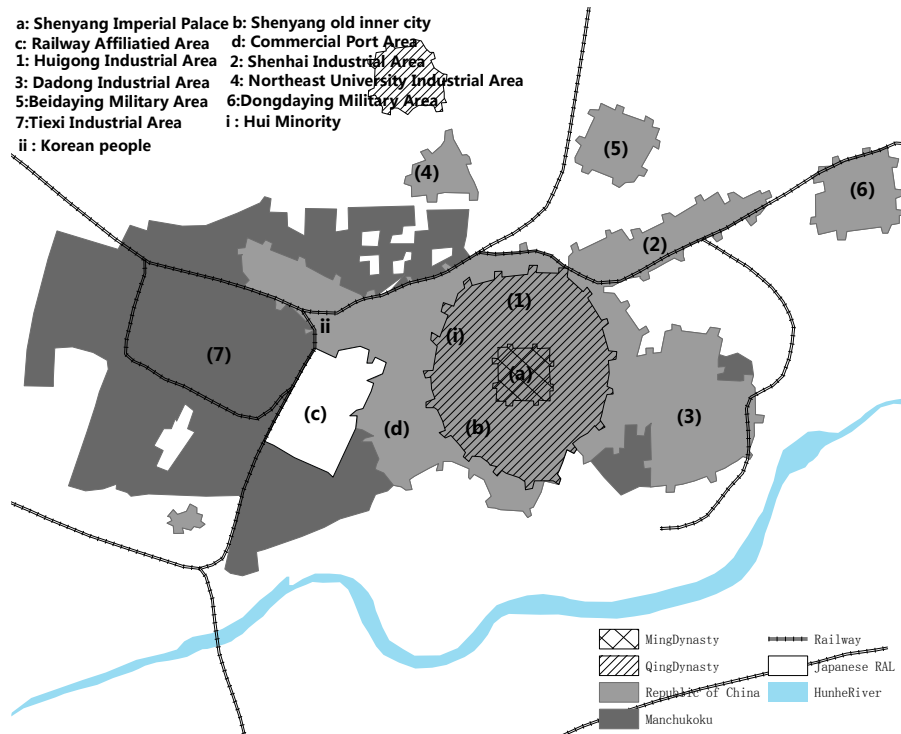 a: Shenyang Imperial Palace b: Shenyang old inner city
c: Railway Affiliatied Area d: Commercial Port Area
1: Huigong Industrial Area 2: Shenhai Industrial Area
3: Dadong Industrial Area 4: Northeast University Industrial Area
5:Beidaying Military Area 6:Dongdaying Military Area
7:Tiexi Industrial Area i : Hui Minority
ii : Korean people
(5)
(4)
(6)
(2)
(1)
ii
(i)
(7)
(a)
(c)
(d)
(b)
(3)
MingDynasty Railway
QingDynasty Japanese RAL
Republic of China HunheRiver
Manchukoku